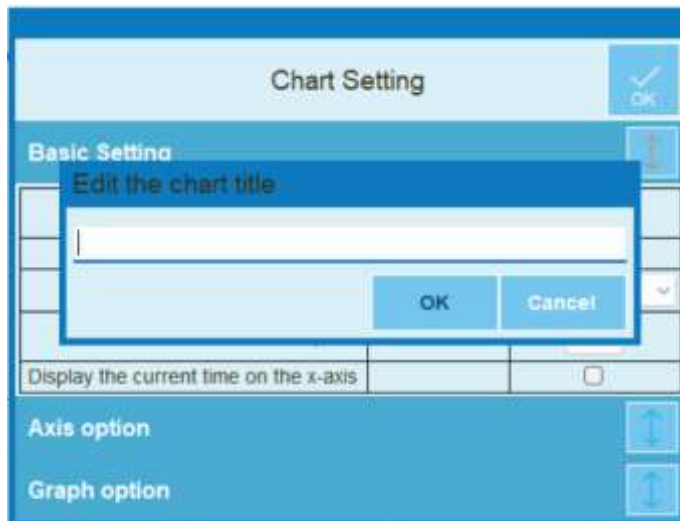 Chart Setting
OK
Basic Setting
Edit the chart title
OK
Cancel
Display the current time on the x-axis
Axis option
Graph option